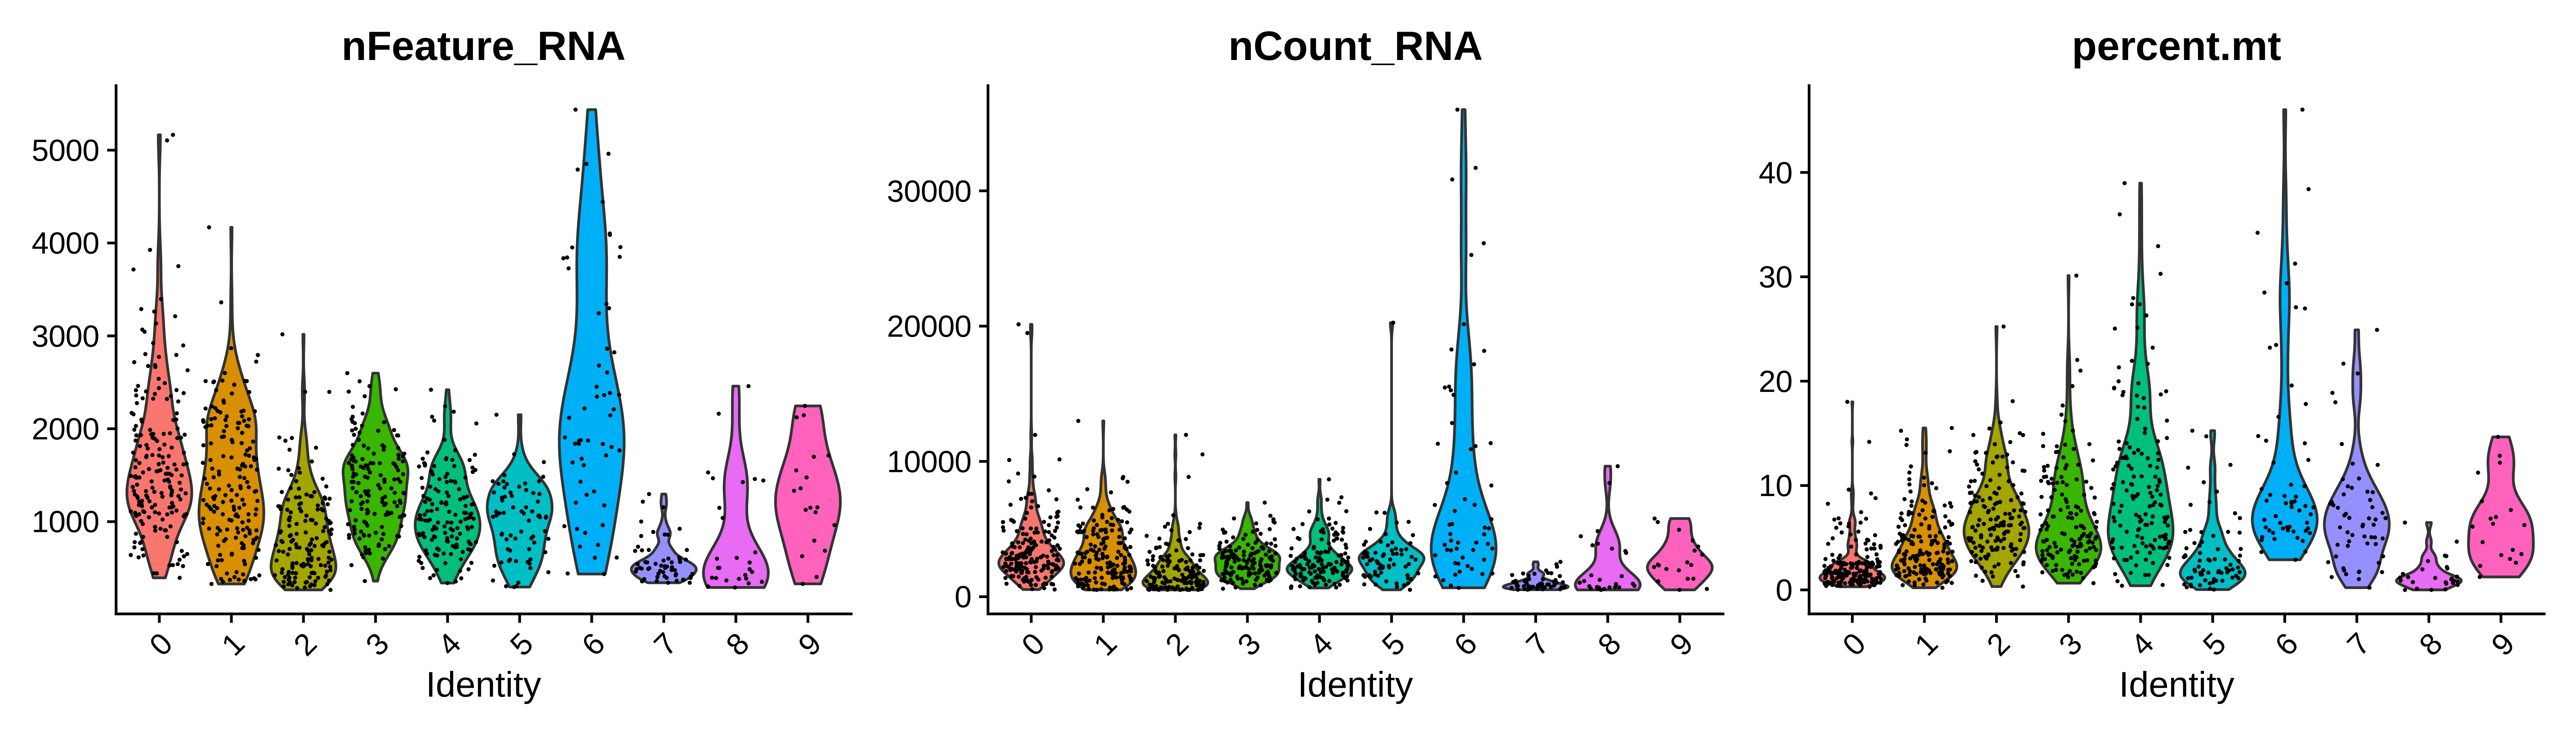 nFeature_RNA
5000
4000
3000
2000
1000
0 1 2 3 4 5 6 7 8 9
Identity
nCount_RNA
30000
20000
10000
0
0 1 2 3 4 5 6 7 8 9
Identity
percent.mt
40
30
20
10
0
0 1 2 3 4 5 6 7 8 9
Identity